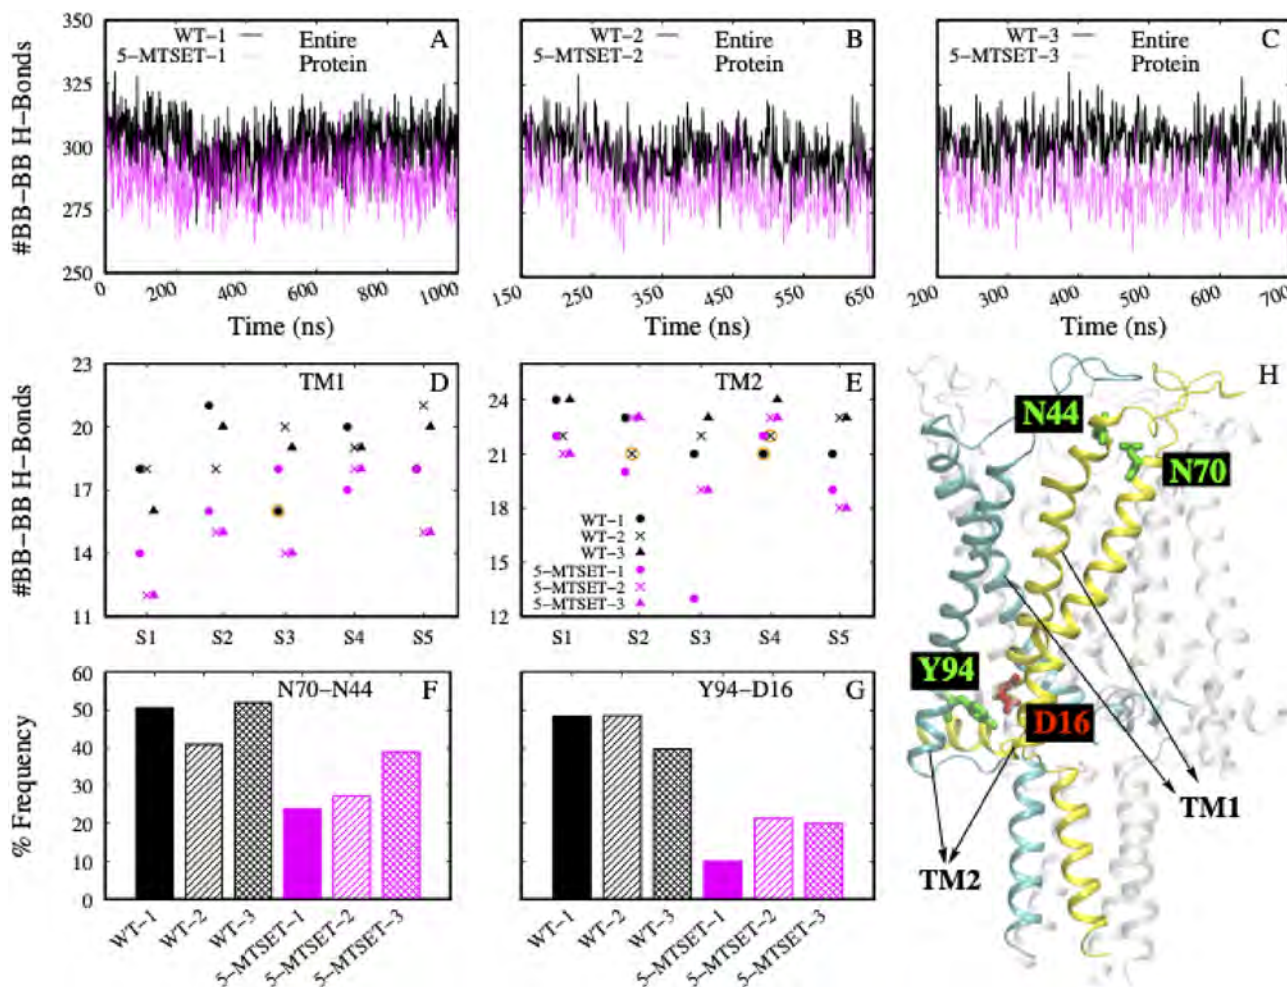 350
325
300
275
250
#BB-BB H-Bonds
WT-1
5-MTSET-1
Entire
Protein
A
0
200
400
600
800
1000
Time (ns)
WT-2
5-MTSET-2
Entire
Protein
B
150
250
350
450
550
650
Time (ns)
WT-3
5-MTSET-3
Entire
Protein
C
200
300
400
500
600
700
Time (ns)
23
20
17
14
11
#BB-BB H-Bonds
TM1
D
S1
S2
S3
S4
S5
24
21
18
15
12
TM2
E
WT-1
WT-2
WT-3
5-MTSET-1
5-MTSET-2
5-MTSET-3
S1
S2
S3
S4
S5
H
N44
N70
Y94
D16
TM1
TM2
60
50
40
30
20
10
0
% Frequency
N70-N44
F
WT-1
WT-2
WT-3
5-MTSET-1
5-MTSET-2
5-MTSET-3
Y94-D16
G
WT-1
WT-2
WT-3
5-MTSET-1
5-MTSET-2
5-MTSET-3